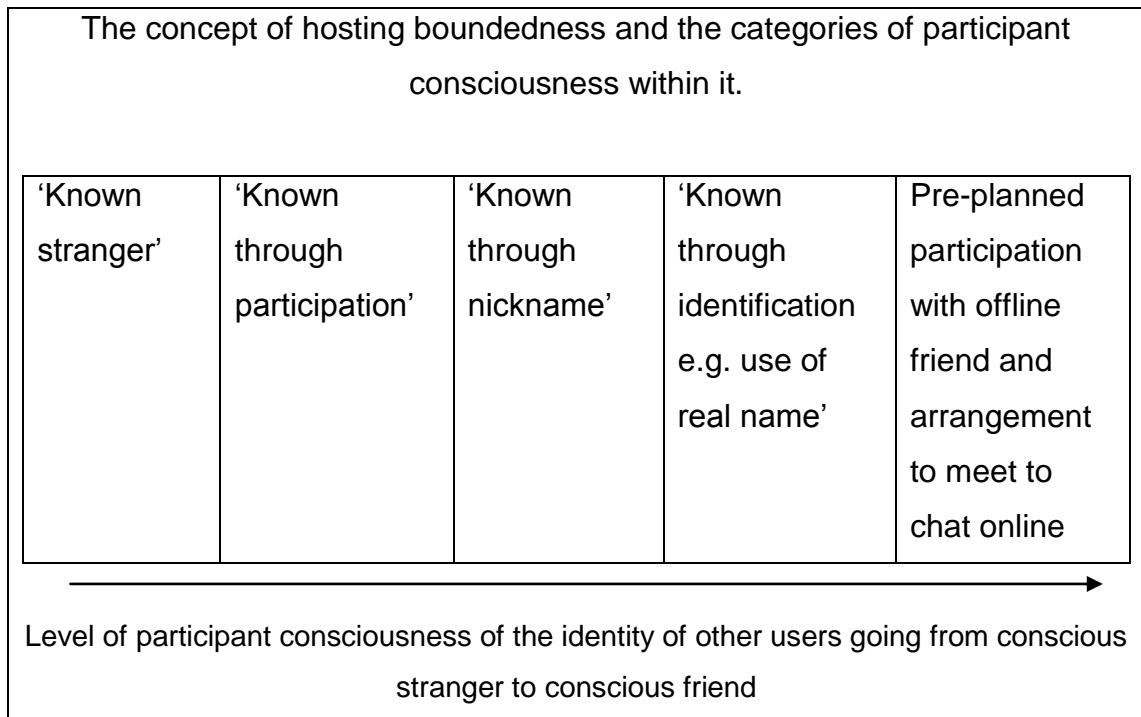 The concept of hosting boundedness and the categories of participant
consciousness within it.
‘Known
stranger’
‘Known
through
participation’
‘Known
through
nickname’
‘Known
through
identification
e.g. use of
real name’
Pre-planned
participation
with offline
friend and
arrangement
to meet to
chat online
Level of participant consciousness of the identity of other users going from conscious
stranger to conscious friend